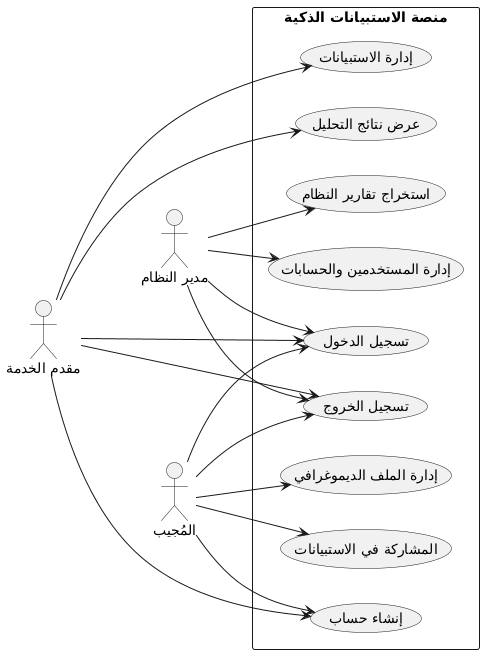 منصة الاستبيانات الذكية
إدارة الاستبيانات
عرض نتائج التحليل
استخراج تقارير النظام
مدير النظام
إدارة المستخدمين والحسابات
تسجيل الدخول
مقدم الخدمة
تسجيل الخروج
إدارة الملف الديموغرافي
المُجيب
المشاركة في الاستبيانات
إنشاء حساب